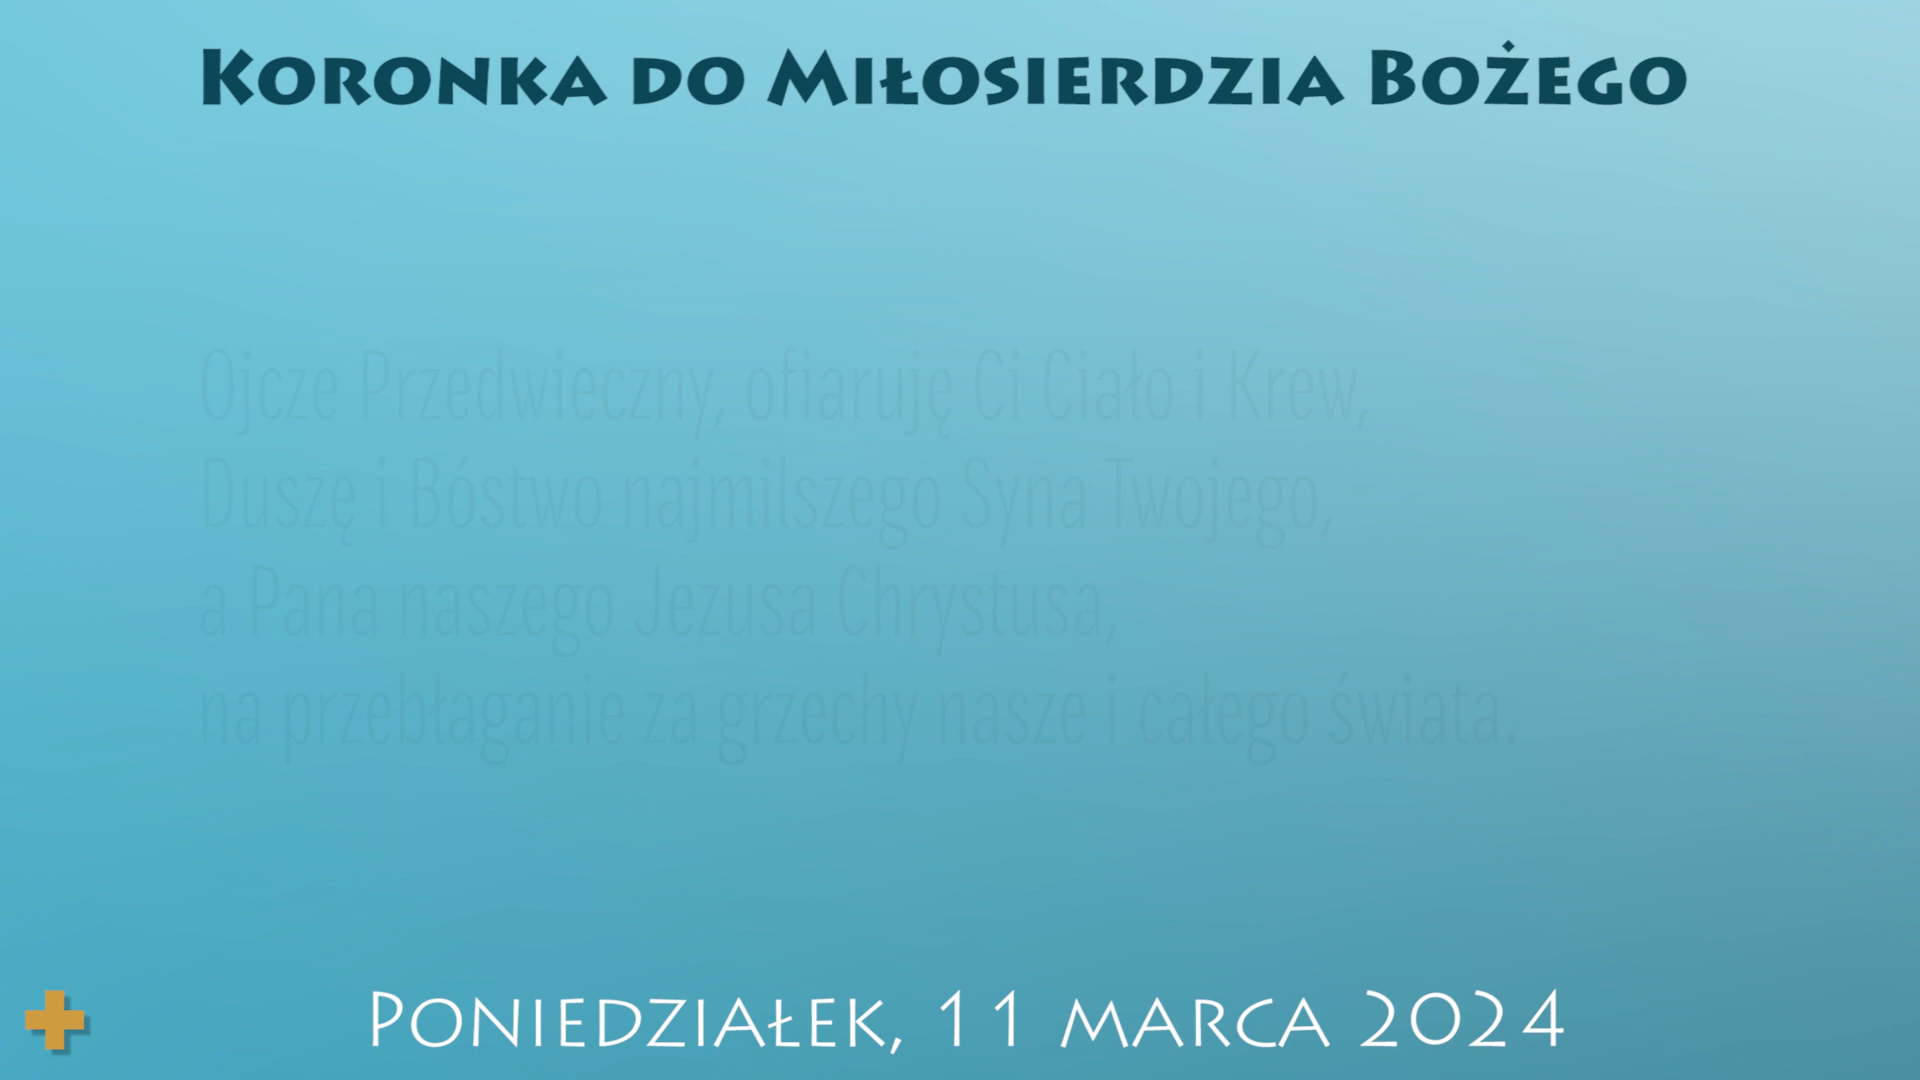 Koronka do Miłosierdzia Bożego
Ojcze Przedwieczny, ofiaruję Ci Ciało i Krew,
Duszę i Bóstwo najmilszego Syna Twojego,
a Pana naszego Jezusa Chrystusa,
na przebłaganie za grzechy nasze i całego świata.
Poniedziałek, 11 marca 2024